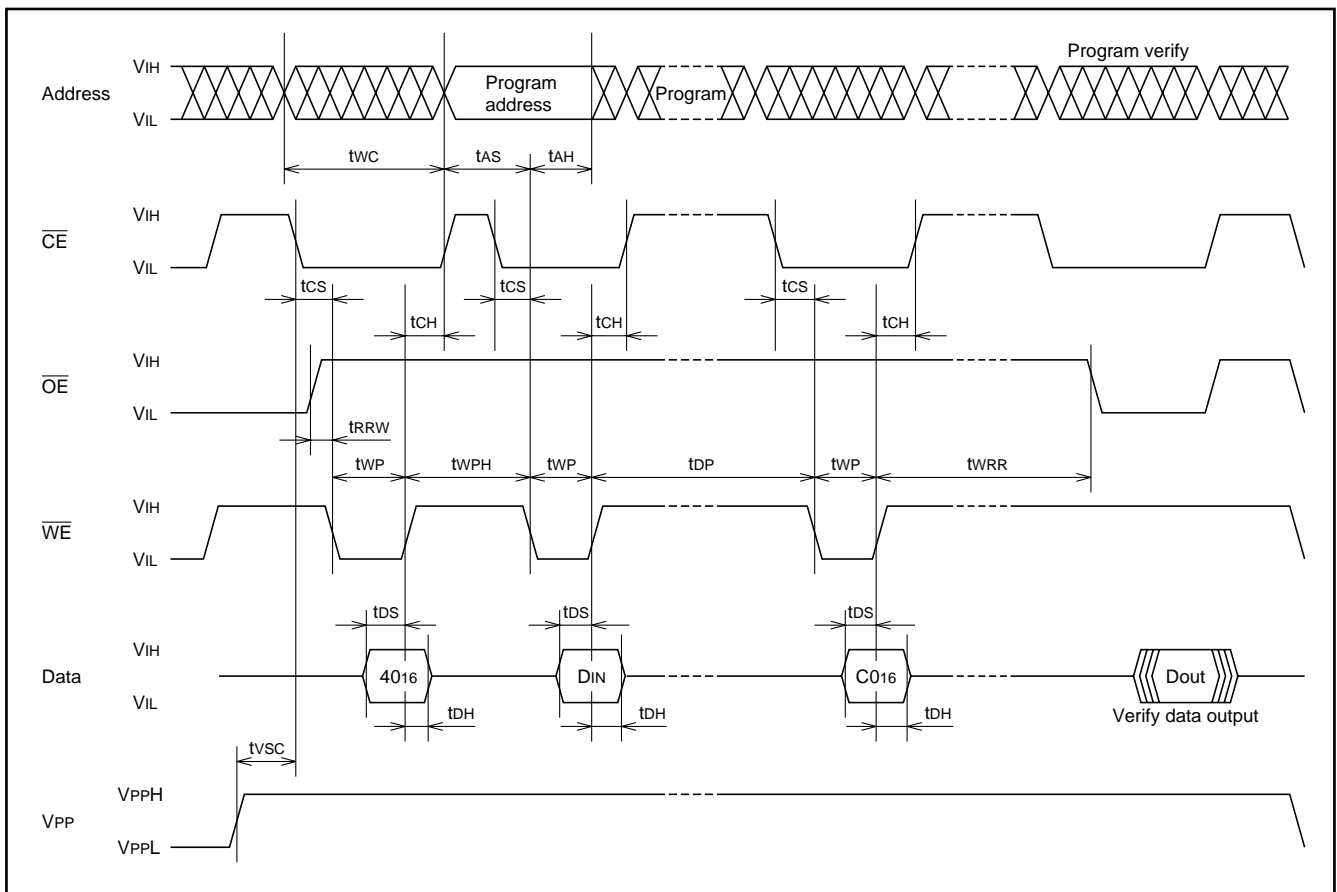 Program verify
VIH
Address
Program
address
Program
VIL
tWC
tAS
tAH
VIH
CE
VIL
tCS
tCS
tCS
tCH
tCH
tCH
VIH
OE
VIL
tRRW
tWP
tWPH
tWP
tDP
tWP
tWRR
VIH
WE
VIL
tDS
tDS
tDS
VIH
Data
4016
DIN
C016
Dout
VIL
tDH
tDH
tDH
Verify data output
tVSC
VPPH
VPP
VPPL